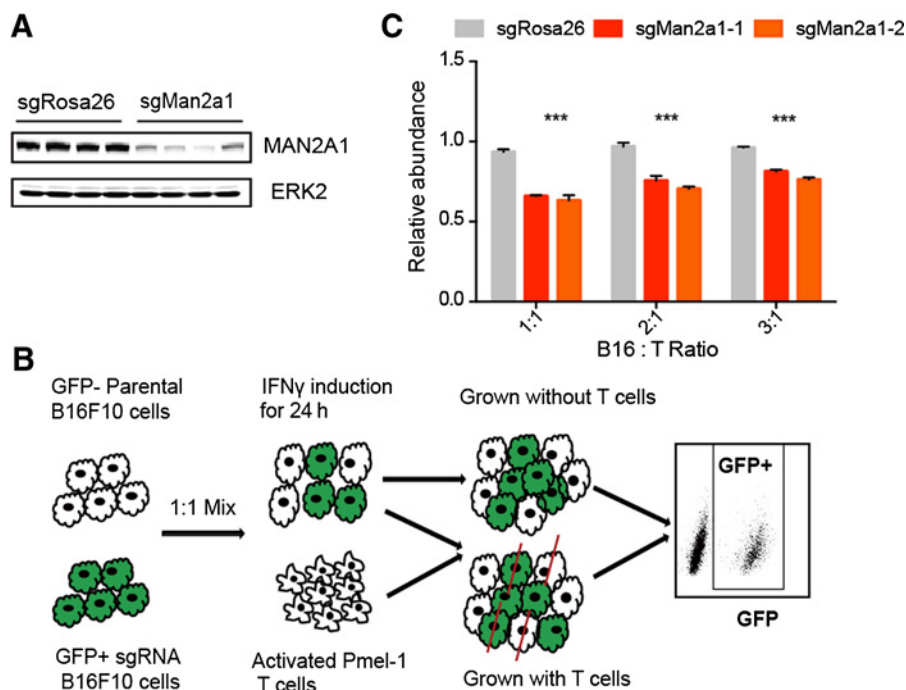 A
sgRosa26 sgMan2a1
MAN2A1
ERK2
C
sgRosa26 sgMan2a1-1 sgMan2a1-2
Relative abundance
1.5
1.0
0.5
0.0
*** *** ***
1:1 2:1 3:1
B16 : T Ratio
B
GFP- Parental
B16F10 cells
1:1 Mix
GFP+ sgRNA
B16F10 cells
IFNγ induction
for 24 h
Activated Pmel-1
T cells
Grown without T cells
Grown with T cells
GFP+
GFP